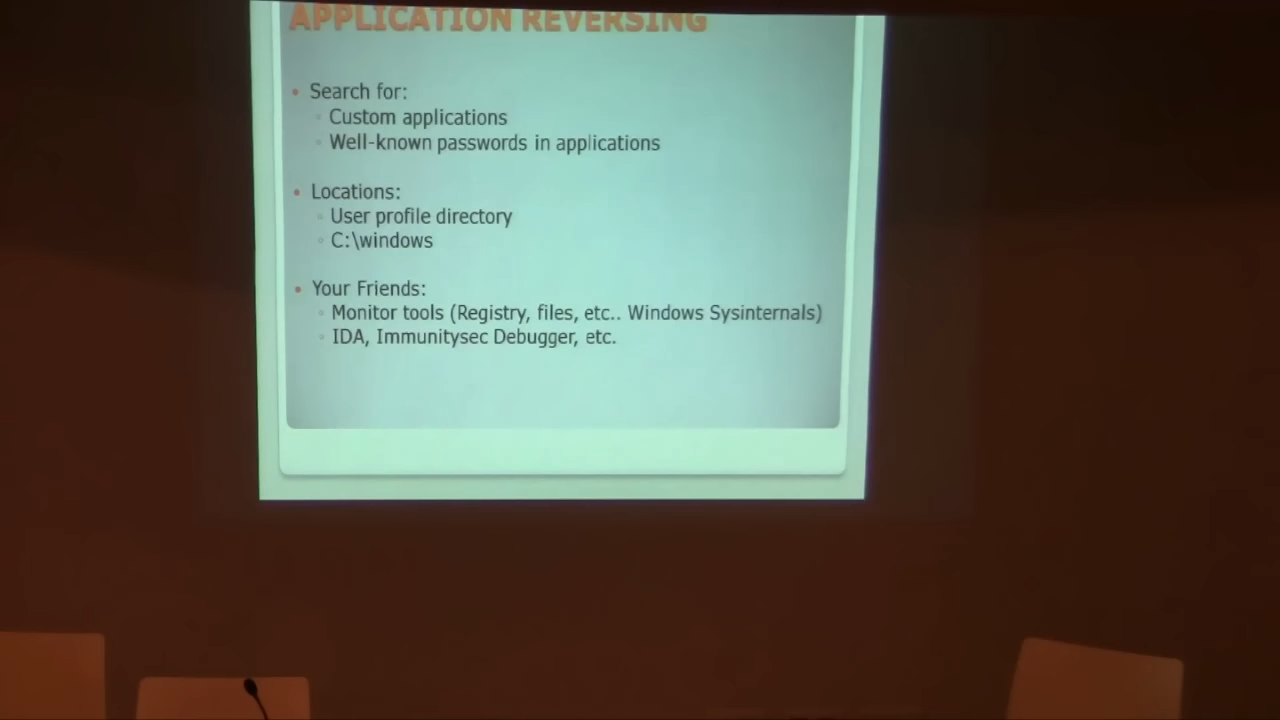 APPLICATION REVERSING
• Search for:
◦ Custom applications
◦ Well-known passwords in applications
• Locations:
◦ User profile directory
◦ C:\windows
• Your Friends:
◦ Monitor tools (Registry, files, etc.. Windows Sysinternals)
◦ IDA, Immunitysec Debugger, etc.